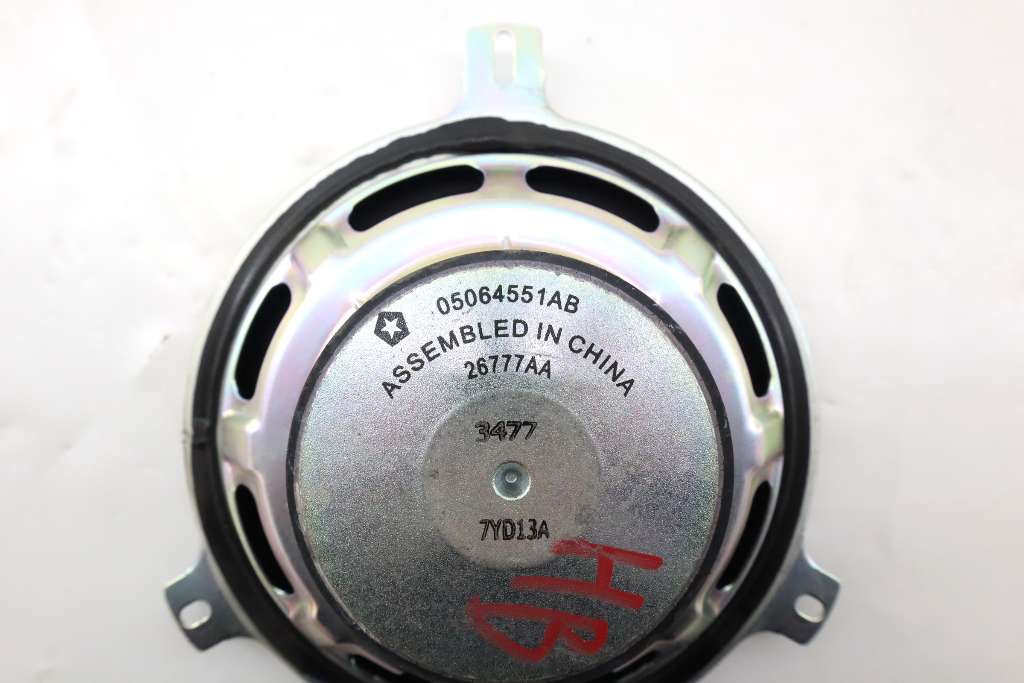 05064551AB
ASSEMBLED IN CHINA
26777AA
3477
7YD13A
HB